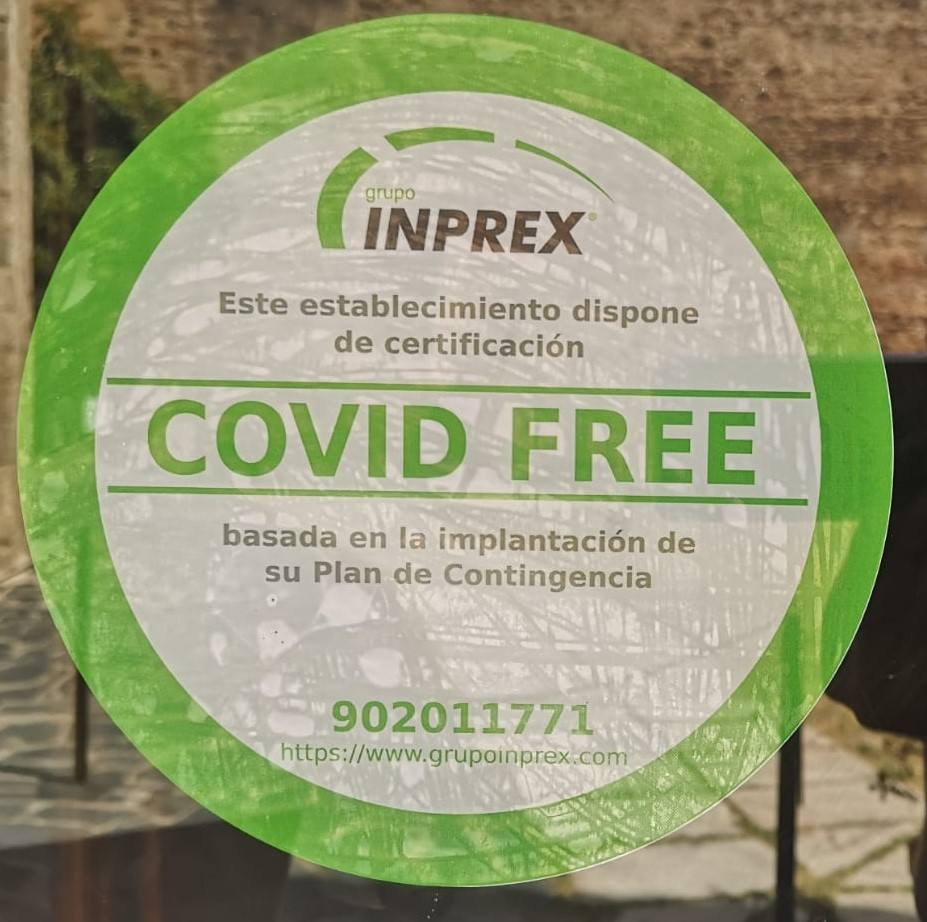 grupo
INPREX®
Este establecimiento dispone
de certificación
COVID FREE
basada en la implantación de
su Plan de Contingencia
902011771
https://www.grupoinprex.com